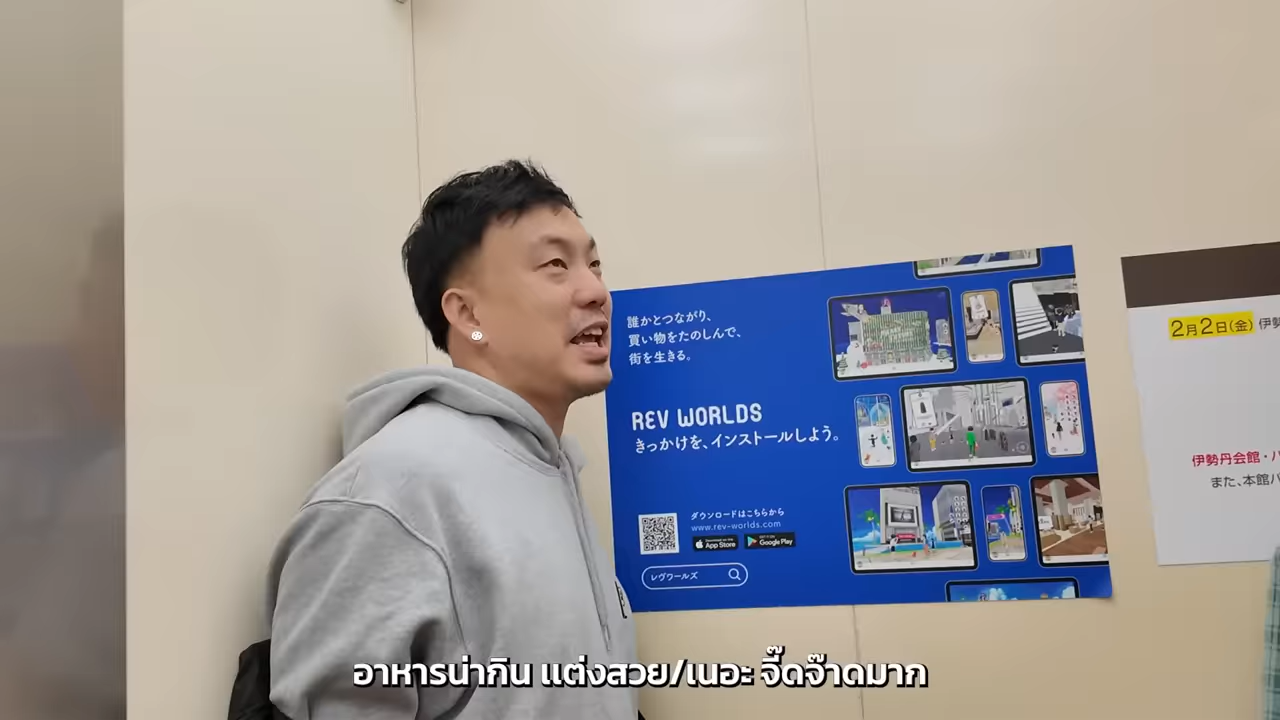 誰かとつながり、
買い物をたのしんで、
街を生きる。
REV WORLDS
きっかけを、インストールしよう。
ダウンロードはこちらから
www.rev-worlds.com
App Store
Google Play
レヴワールズ
2月2日(金) 伊勢
伊勢丹会館・パ
また、本館パ
อาหารน่ากิน แต่งสวย/เนอะ จี๊ดจ๊าดมาก